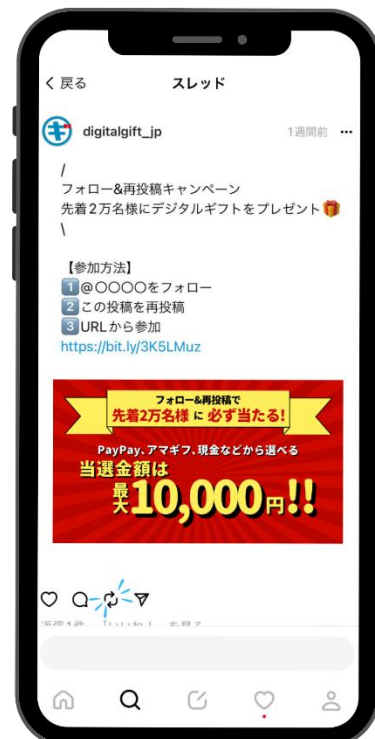 戻る
スレッド
digitalgift_jp
1週間前
/
フォロー&再投稿キャンペーン
先着2万名様にデジタルギフトをプレゼント🎁
\
【参加方法】
1️⃣@〇〇〇〇をフォロー
2️⃣この投稿を再投稿
3️⃣URLから参加
https://bit.ly/3K5LMuz
フォロー&再投稿で
先着2万名様に必ず当たる!
PayPay、アマギフ、現金などから選べる
当選金額は
最大10,000円!!